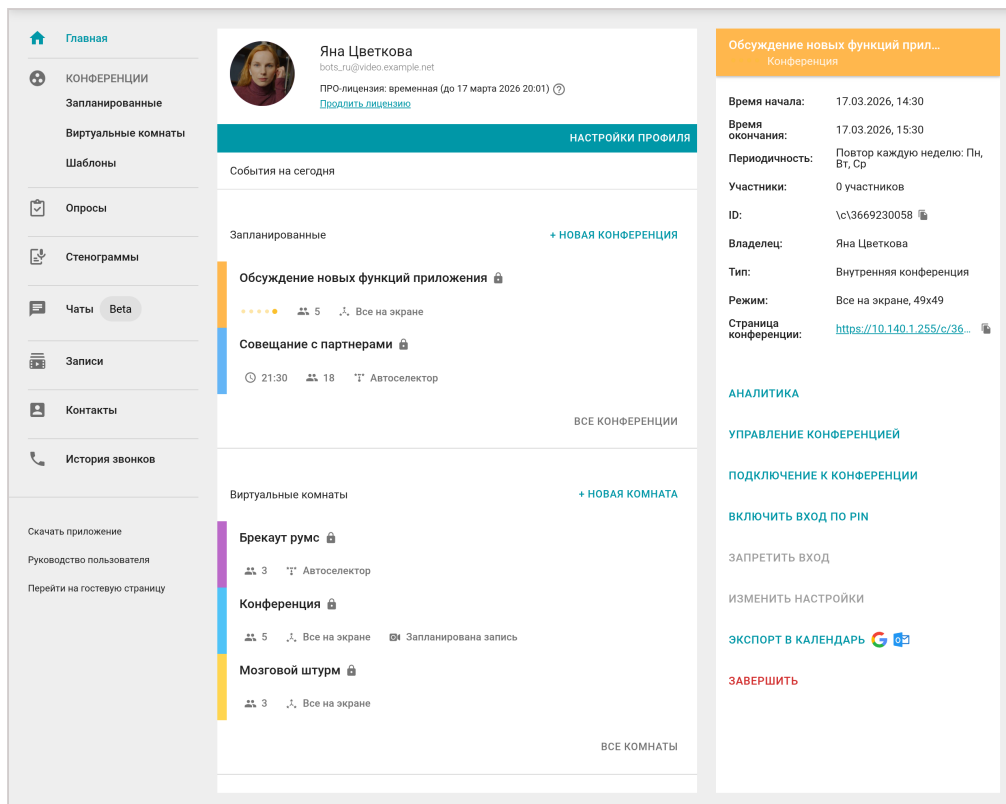 Главная
КОНФЕРЕНЦИИ
Запланированные
Виртуальные комнаты
Шаблоны
Опросы
Стенограммы
Чаты Beta
Записи
Контакты
История звонков
Скачать приложение
Руководство пользователя
Перейти на гостевую страницу
Яна Цветкова
bots_ru@video.example.net
ПРО-лицензия: временная (до 17 марта 2026 20:01)
Продлить лицензию
НАСТРОЙКИ ПРОФИЛЯ
События на сегодня
Запланированные
+ НОВАЯ КОНФЕРЕНЦИЯ
Обсуждение новых функций приложения
5 Все на экране
Совещание с партнерами
21:30 18 Автоселектор
ВСЕ КОНФЕРЕНЦИИ
Виртуальные комнаты
+ НОВАЯ КОМНАТА
Брекаут румс
3 Автоселектор
Конференция
5 Все на экране Запланирована запись
Мозговой штурм
3 Все на экране
ВСЕ КОМНАТЫ
Обсуждение новых функций прил...
Конференция
Время начала: 17.03.2026, 14:30
Время
окончания: 17.03.2026, 15:30
Периодичность: Повтор каждую неделю: Пн,
Вт, Ср
Участники: 0 участников
ID: \c\3669230058
Владелец: Яна Цветкова
Тип: Внутренняя конференция
Режим: Все на экране, 49x49
Страница
конференции: https://10.140.1.255/c/36...
АНАЛИТИКА
УПРАВЛЕНИЕ КОНФЕРЕНЦИЕЙ
ПОДКЛЮЧЕНИЕ К КОНФЕРЕНЦИИ
ВКЛЮЧИТЬ ВХОД ПО PIN
ЗАПРЕТИТЬ ВХОД
ИЗМЕНИТЬ НАСТРОЙКИ
ЭКСПОРТ В КАЛЕНДАРЬ
ЗАВЕРШИТЬ